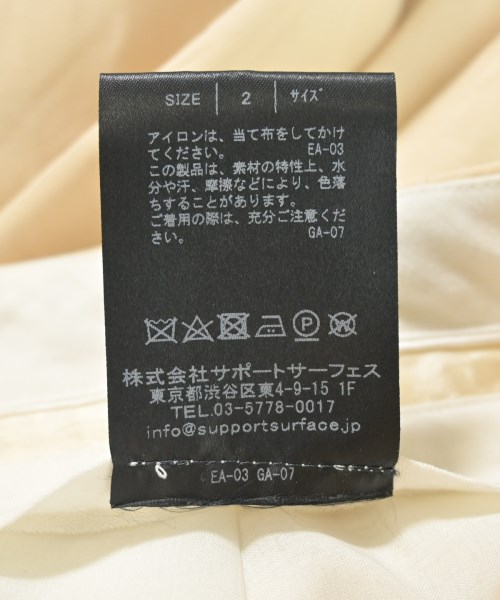 SIZE 2 サイズ
アイロンは、当て布をしてかけ
てください。 EA-03
この製品は、素材の特性上、水
分や汗、摩擦などにより、色落
ちすることがあります。
ご着用の際は、充分ご注意くだ
さい。 GA-07
P W
株式会社サポートサーフェス
東京都渋谷区東4-9-15 1F
TEL.03-5778-0017
info@supportsurface.jp
EA-03 GA-07